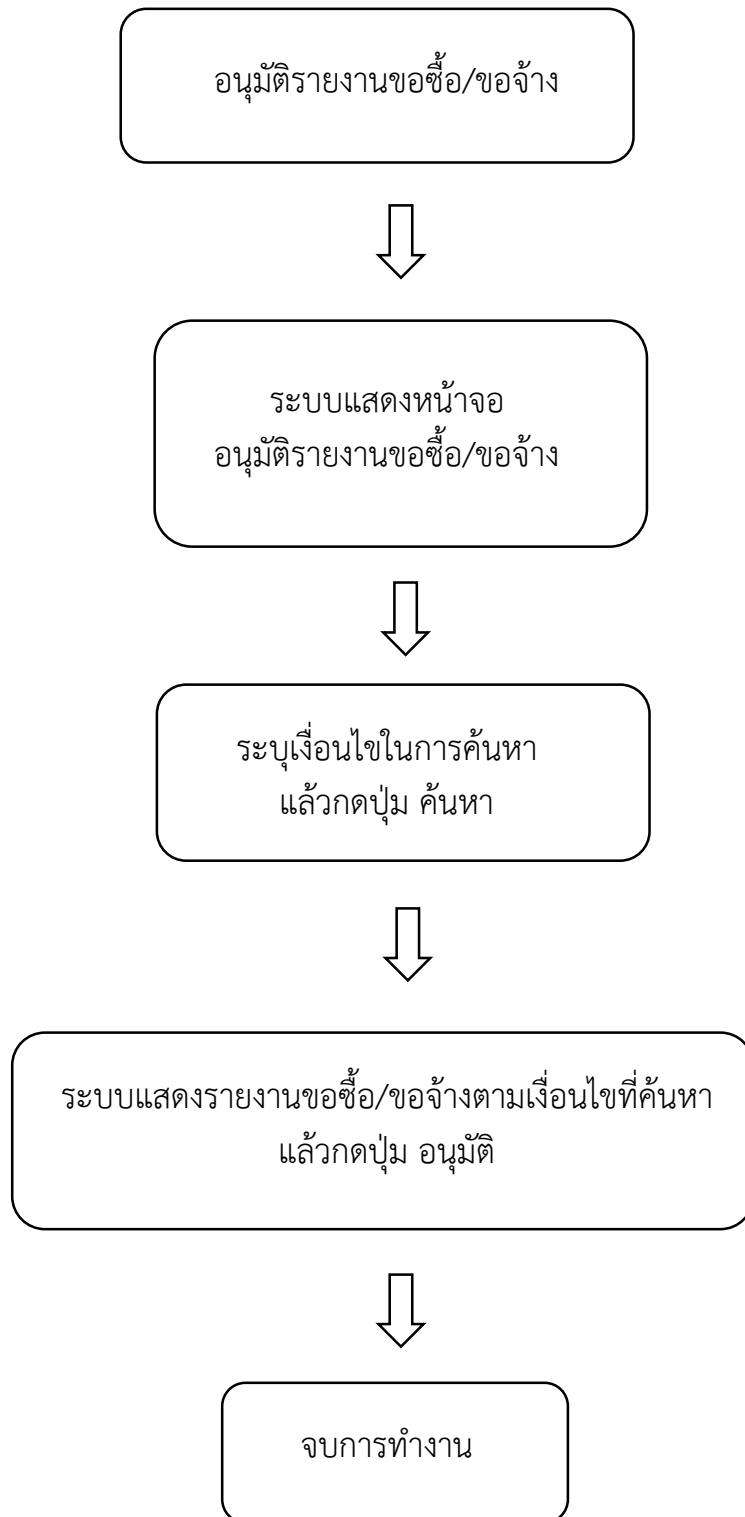 อนุมัติรายงานขอซื้อ/ขอจ้าง
ระบบแสดงหน้าจอ
อนุมัติรายงานขอซื้อ/ขอจ้าง
ระบุเงื่อนไขในการค้นหา
แล้วกดปุ่ม ค้นหา
ระบบแสดงรายงานขอซื้อ/ขอจ้างตามเงื่อนไขที่ค้นหา
แล้วกดปุ่ม อนุมัติ
จบการทำงาน